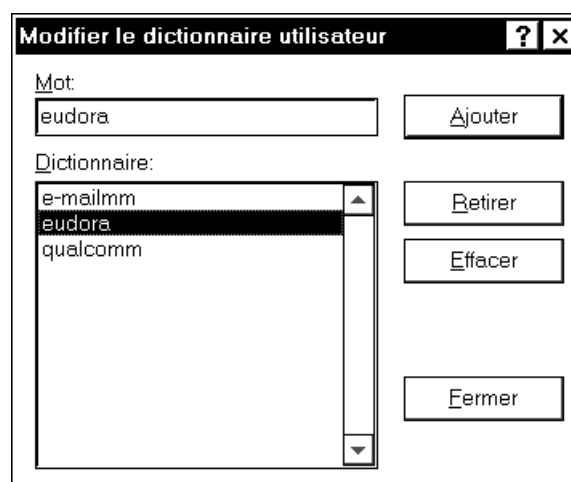 Modifier le dictionnaire utilisateur ? ×
Mot:
eudora
Ajouter
Dictionnaire:
e-mailmm
eudora
qualcomm
Retirer
Effacer
Fermer